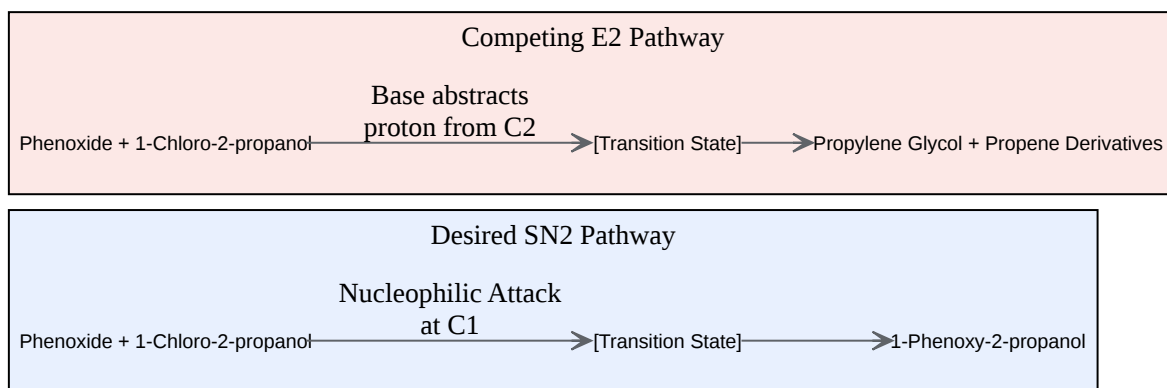 Competing E2 Pathway
Base abstracts
proton from C2
Phenoxide + 1-Chloro-2-propanol
[Transition State]
Propylene Glycol + Propene Derivatives
Desired SN2 Pathway
Nucleophilic Attack
at C1
Phenoxide + 1-Chloro-2-propanol
[Transition State]
1-Phenoxy-2-propanol